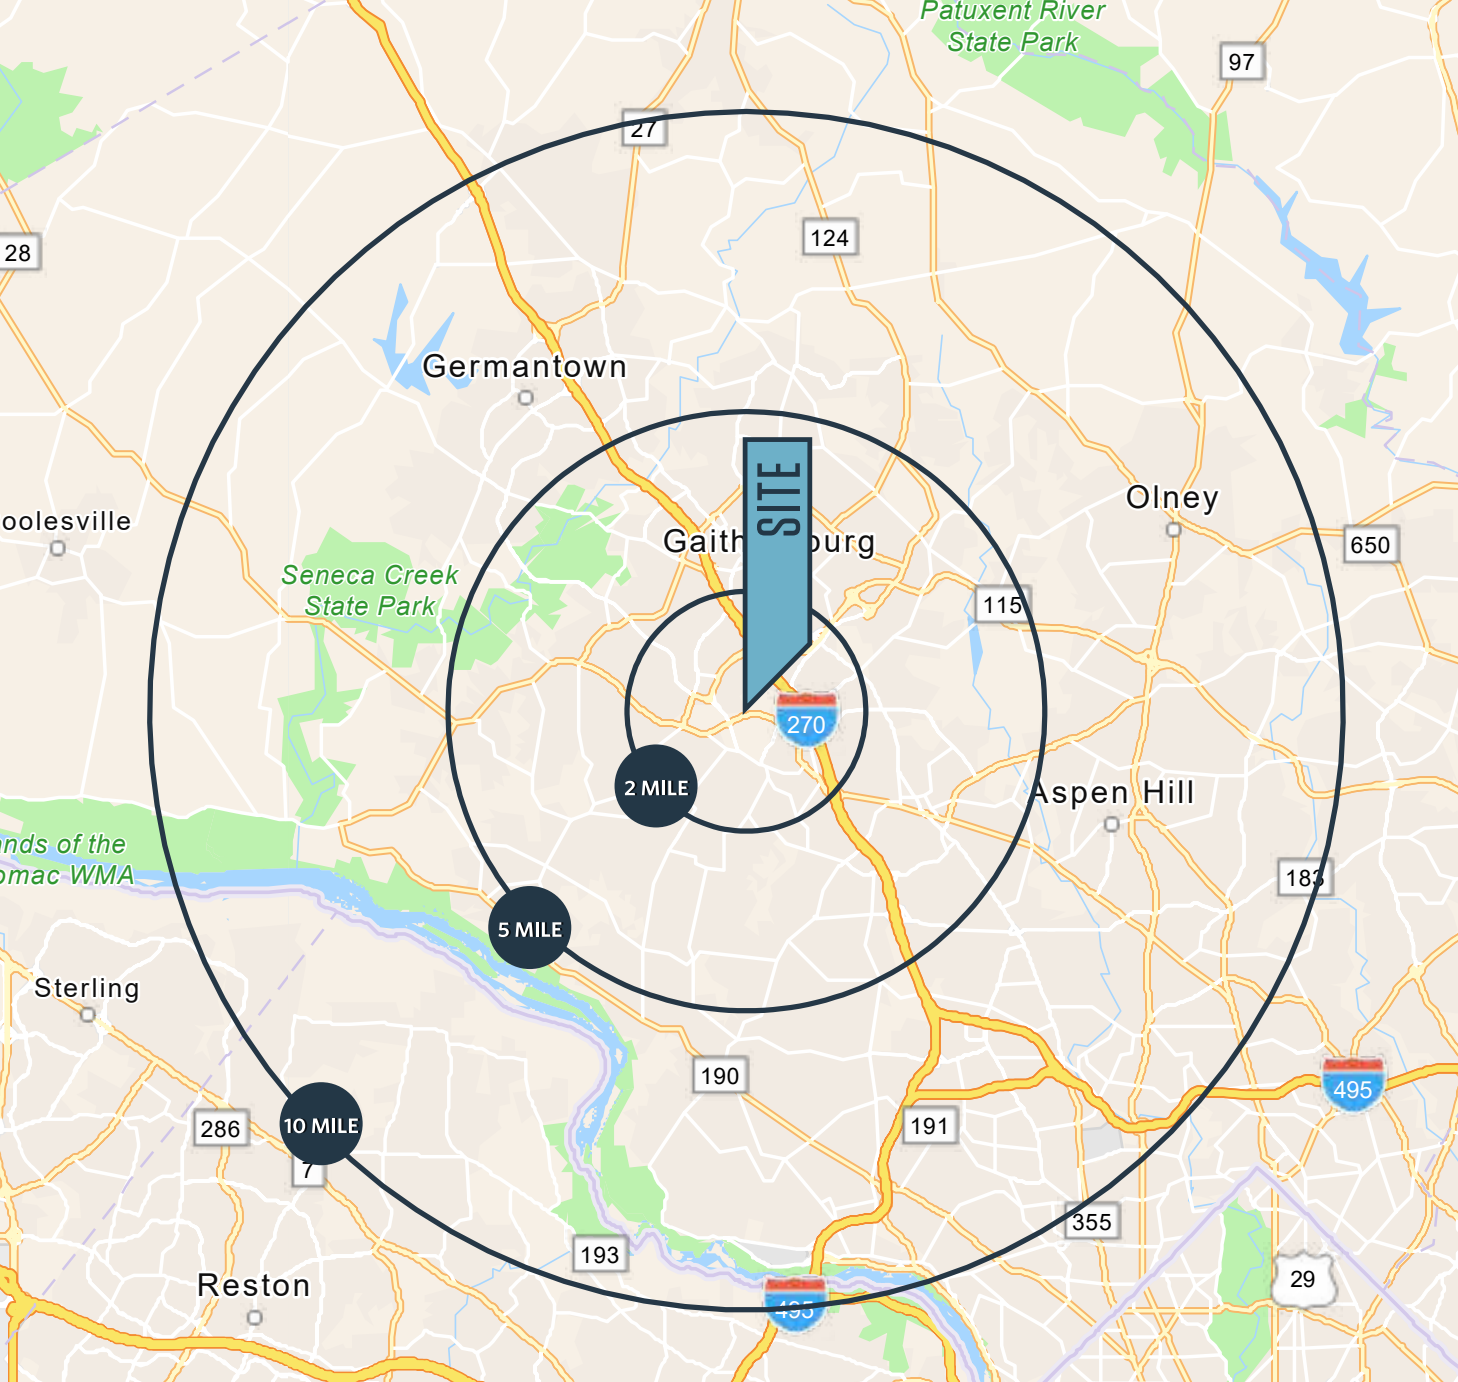 Patuxent River
State Park
97
27
124
28
Germantown
SITE
Olney
oolesville
Gaith
burg
650
Seneca Creek
State Park
115
270
2 MILE
Aspen Hill
ands of the
omac WMA
183
5 MILE
Sterling
190
495
10 MILE
286
191
7
355
193
29
Reston
495